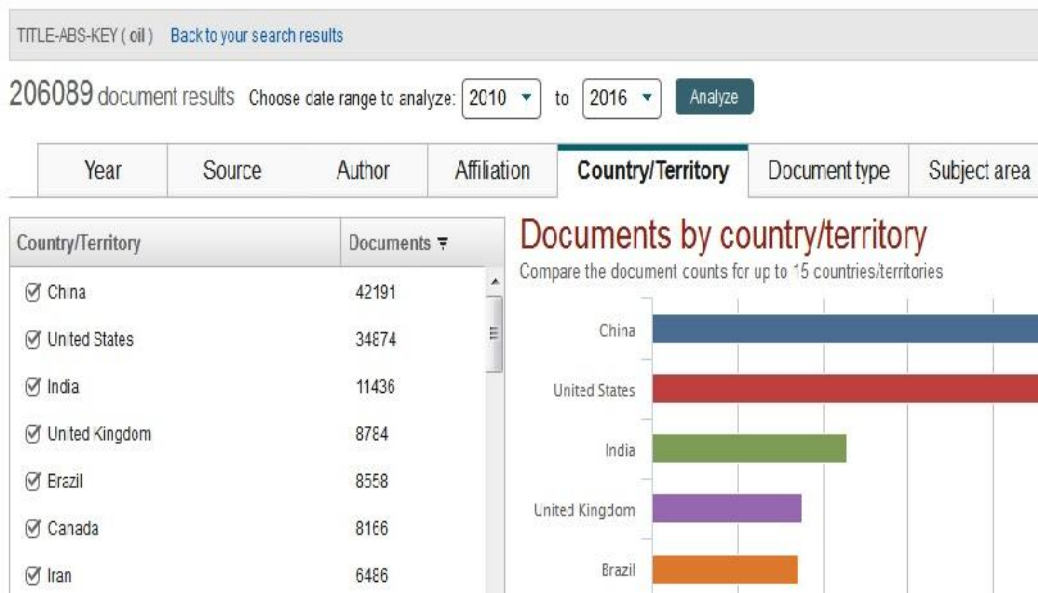 TITLE-ABS-KEY ( oil ) Back to your search results
206089 document results Choose date range to analyze: 2010 to 2016 Analyze
Year Source Author Affiliation Country/Territory Document type Subject area
Country/Territory Documents
China 42191
United States 34874
India 11436
United Kingdom 8784
Brazil 8558
Canada 8166
Iran 6486
Documents by country/territory
Compare the document counts for up to 15 countries/territories
China
United States
India
United Kingdom
Brazil